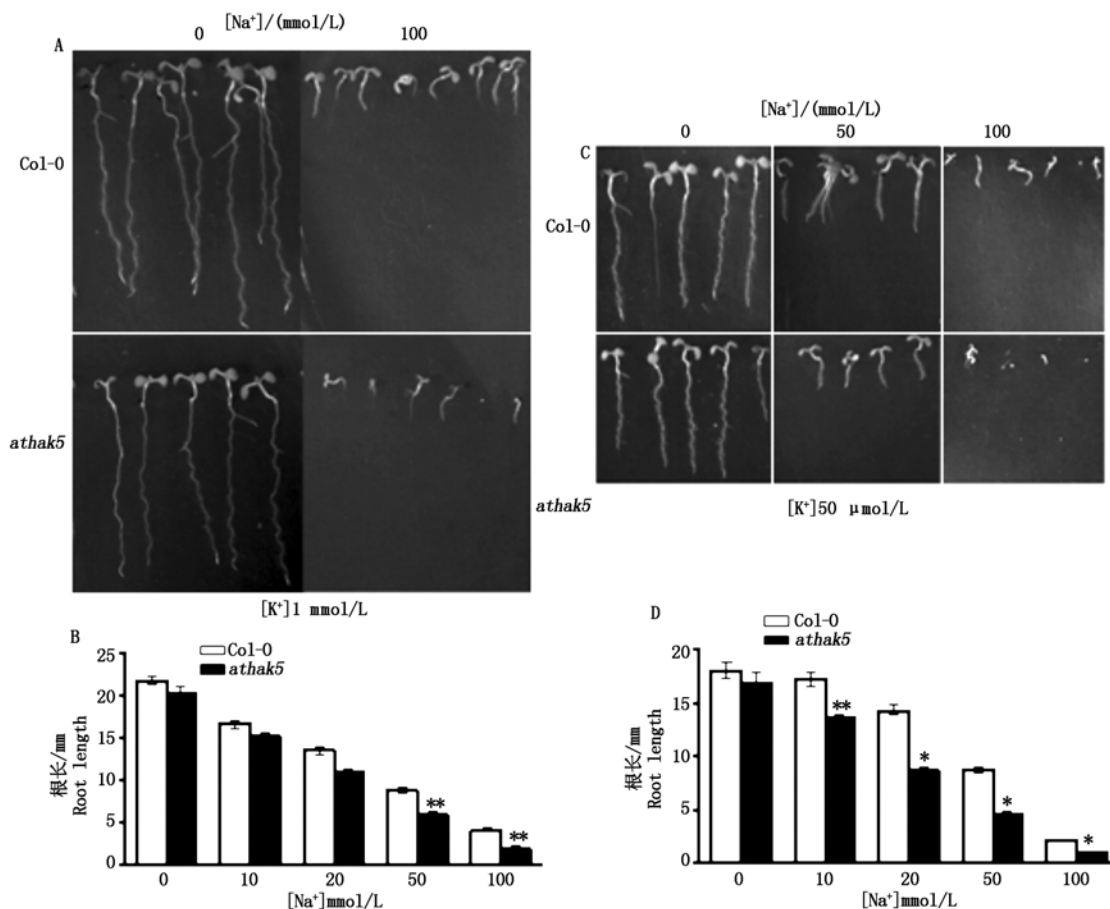 [Na⁺]/(mmol/L)
A
0 100
Col-0
athak5
[K⁺]1 mmol/L
[Na⁺]/(mmol/L)
0 50 100
C
Col-0
athak5
[K⁺]50 μmol/L
B
Col-0
athak5
25
20
15
10
5
0
根长/mm
Root length
** **
0 10 20 50 100
[Na⁺]mmol/L
D
Col-0
athak5
20
15
10
5
0
根长/mm
Root length
** * * *
0 10 20 50 100
[Na⁺]mmol/L